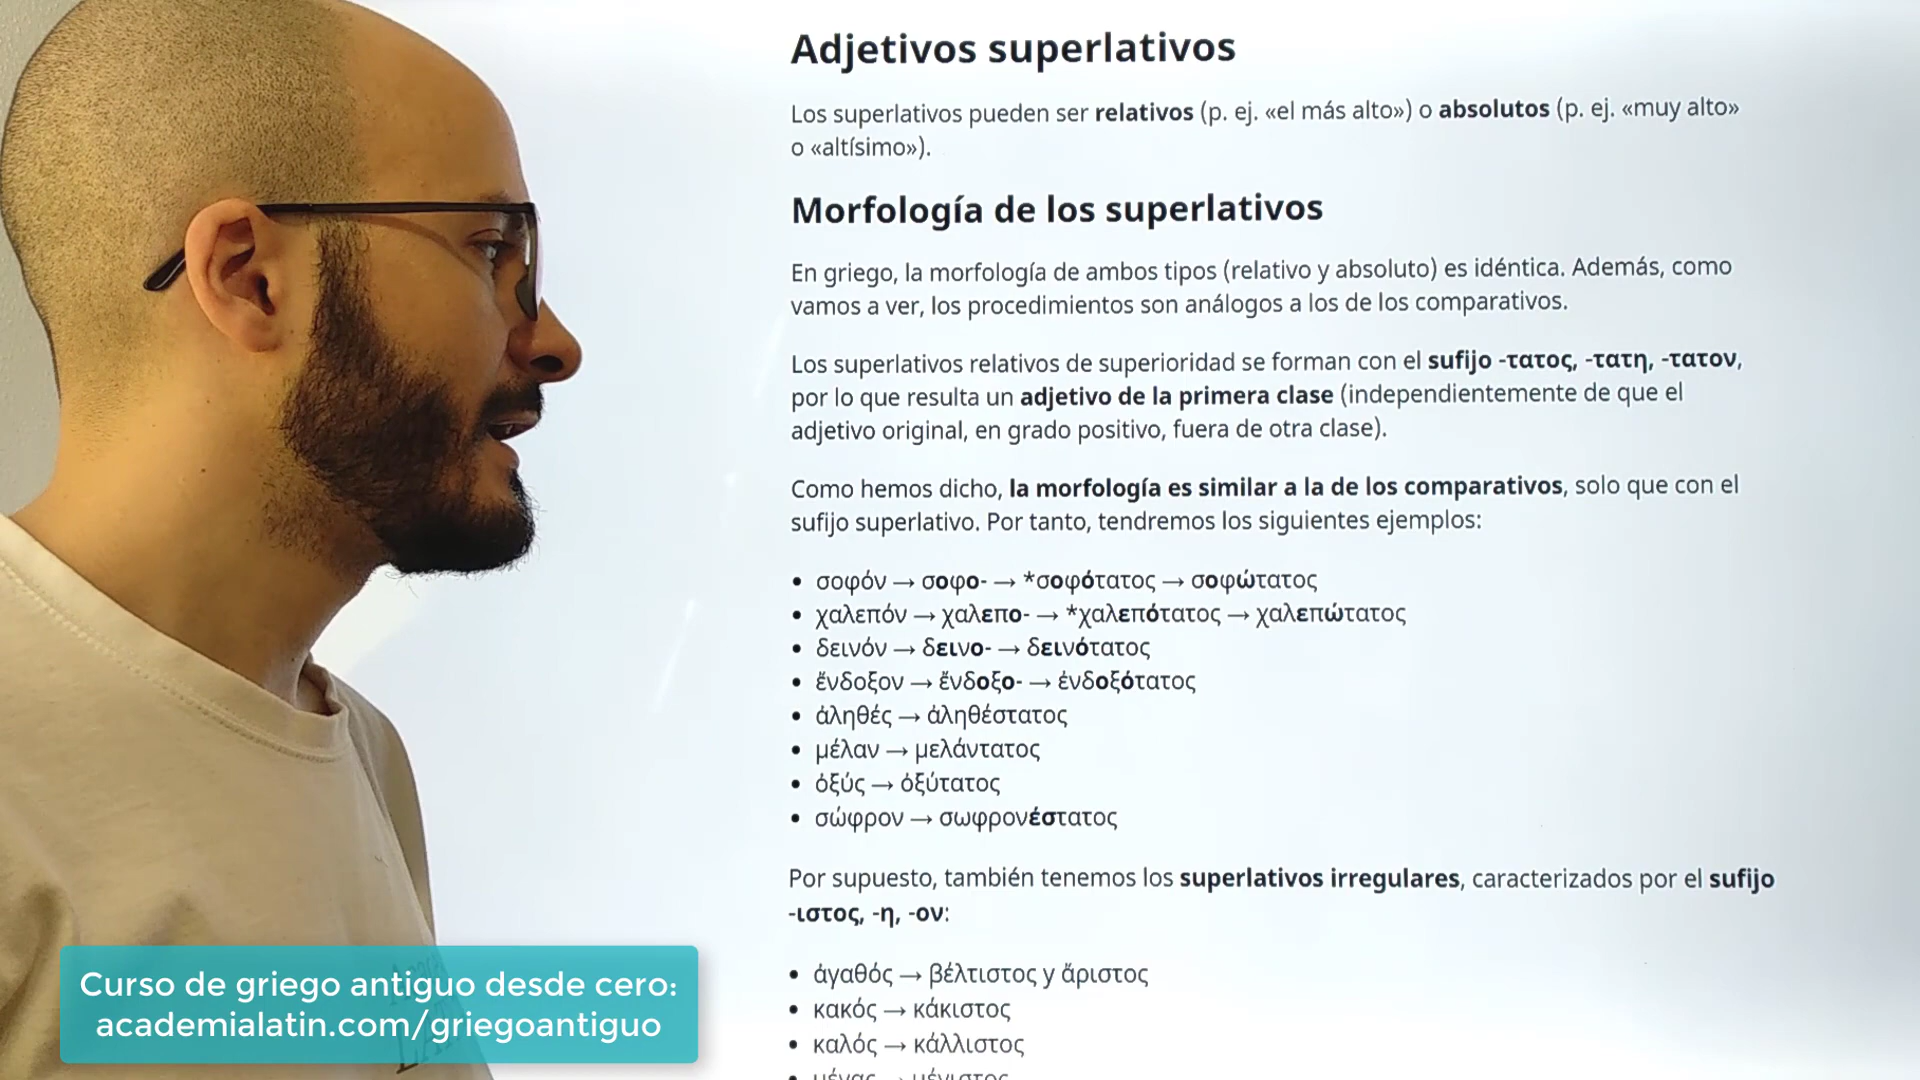 Adjetivos superlativos
Los superlativos pueden ser relativos (p. ej. «el más alto») o absolutos (p. ej. «muy alto»
o «altísimo»).
Morfología de los superlativos
En griego, la morfología de ambos tipos (relativo y absoluto) es idéntica. Además, como
vamos a ver, los procedimientos son análogos a los de los comparativos.
Los superlativos relativos de superioridad se forman con el sufijo -τατος, -τατη, -τατον,
por lo que resulta un adjetivo de la primera clase (independientemente de que el
adjetivo original, en grado positivo, fuera de otra clase).
Como hemos dicho, la morfología es similar a la de los comparativos, solo que con el
sufijo superlativo. Por tanto, tendremos los siguientes ejemplos:
• σοφόν → σοφο- → *σοφότατος → σοφώτατος
• χαλεπόν → χαλεπο- → *χαλεπότατος → χαλεπώτατος
• δεινόν → δεινο- → δεινότατος
• ἔνδοξον → ἔνδοξο- → ἐνδοξότατος
• ἀληθές → ἀληθέστατος
• μέλαν → μελάντατος
• ὀξύς → ὀξύτατος
• σώφρον → σωφρονέστατος
Por supuesto, también tenemos los superlativos irregulares, caracterizados por el sufijo
-ιστος, -η, -ον:
• ἀγαθός → βέλτιστος y ἄριστος
• κακός → κάκιστος
• καλός → κάλλιστος
• μέγας → μέγιστος
Curso de griego antiguo desde cero:
academialatin.com/griegoantiguo